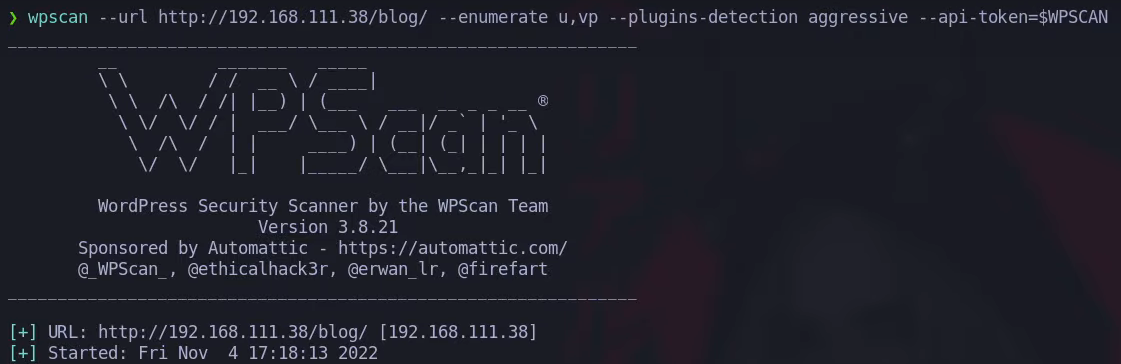 ❯ wpscan --url http://192.168.111.38/blog/ --enumerate u,vp --plugins-detection aggressive --api-token=$WPSCAN
_______________________________________________________________
         __          _______   _____
         \ \        / /  __ \ / ____|
          \ \  /\  / /| |__) | (___   ___  __ _ _ __ ®
           \ \/  \/ / |  ___/ \___ \ / __|/ _` | '_ \
            \  /\  /  | |     ____) | (__| (_| | | | |
             \/  \/   |_|    |_____/ \___|\__,_|_| |_|

WordPress Security Scanner by the WPScan Team
Version 3.8.21
Sponsored by Automattic - https://automattic.com/
@_WPScan_, @ethicalhack3r, @erwan_lr, @firefart
_______________________________________________________________

[+] URL: http://192.168.111.38/blog/ [192.168.111.38]
[+] Started: Fri Nov  4 17:18:13 2022